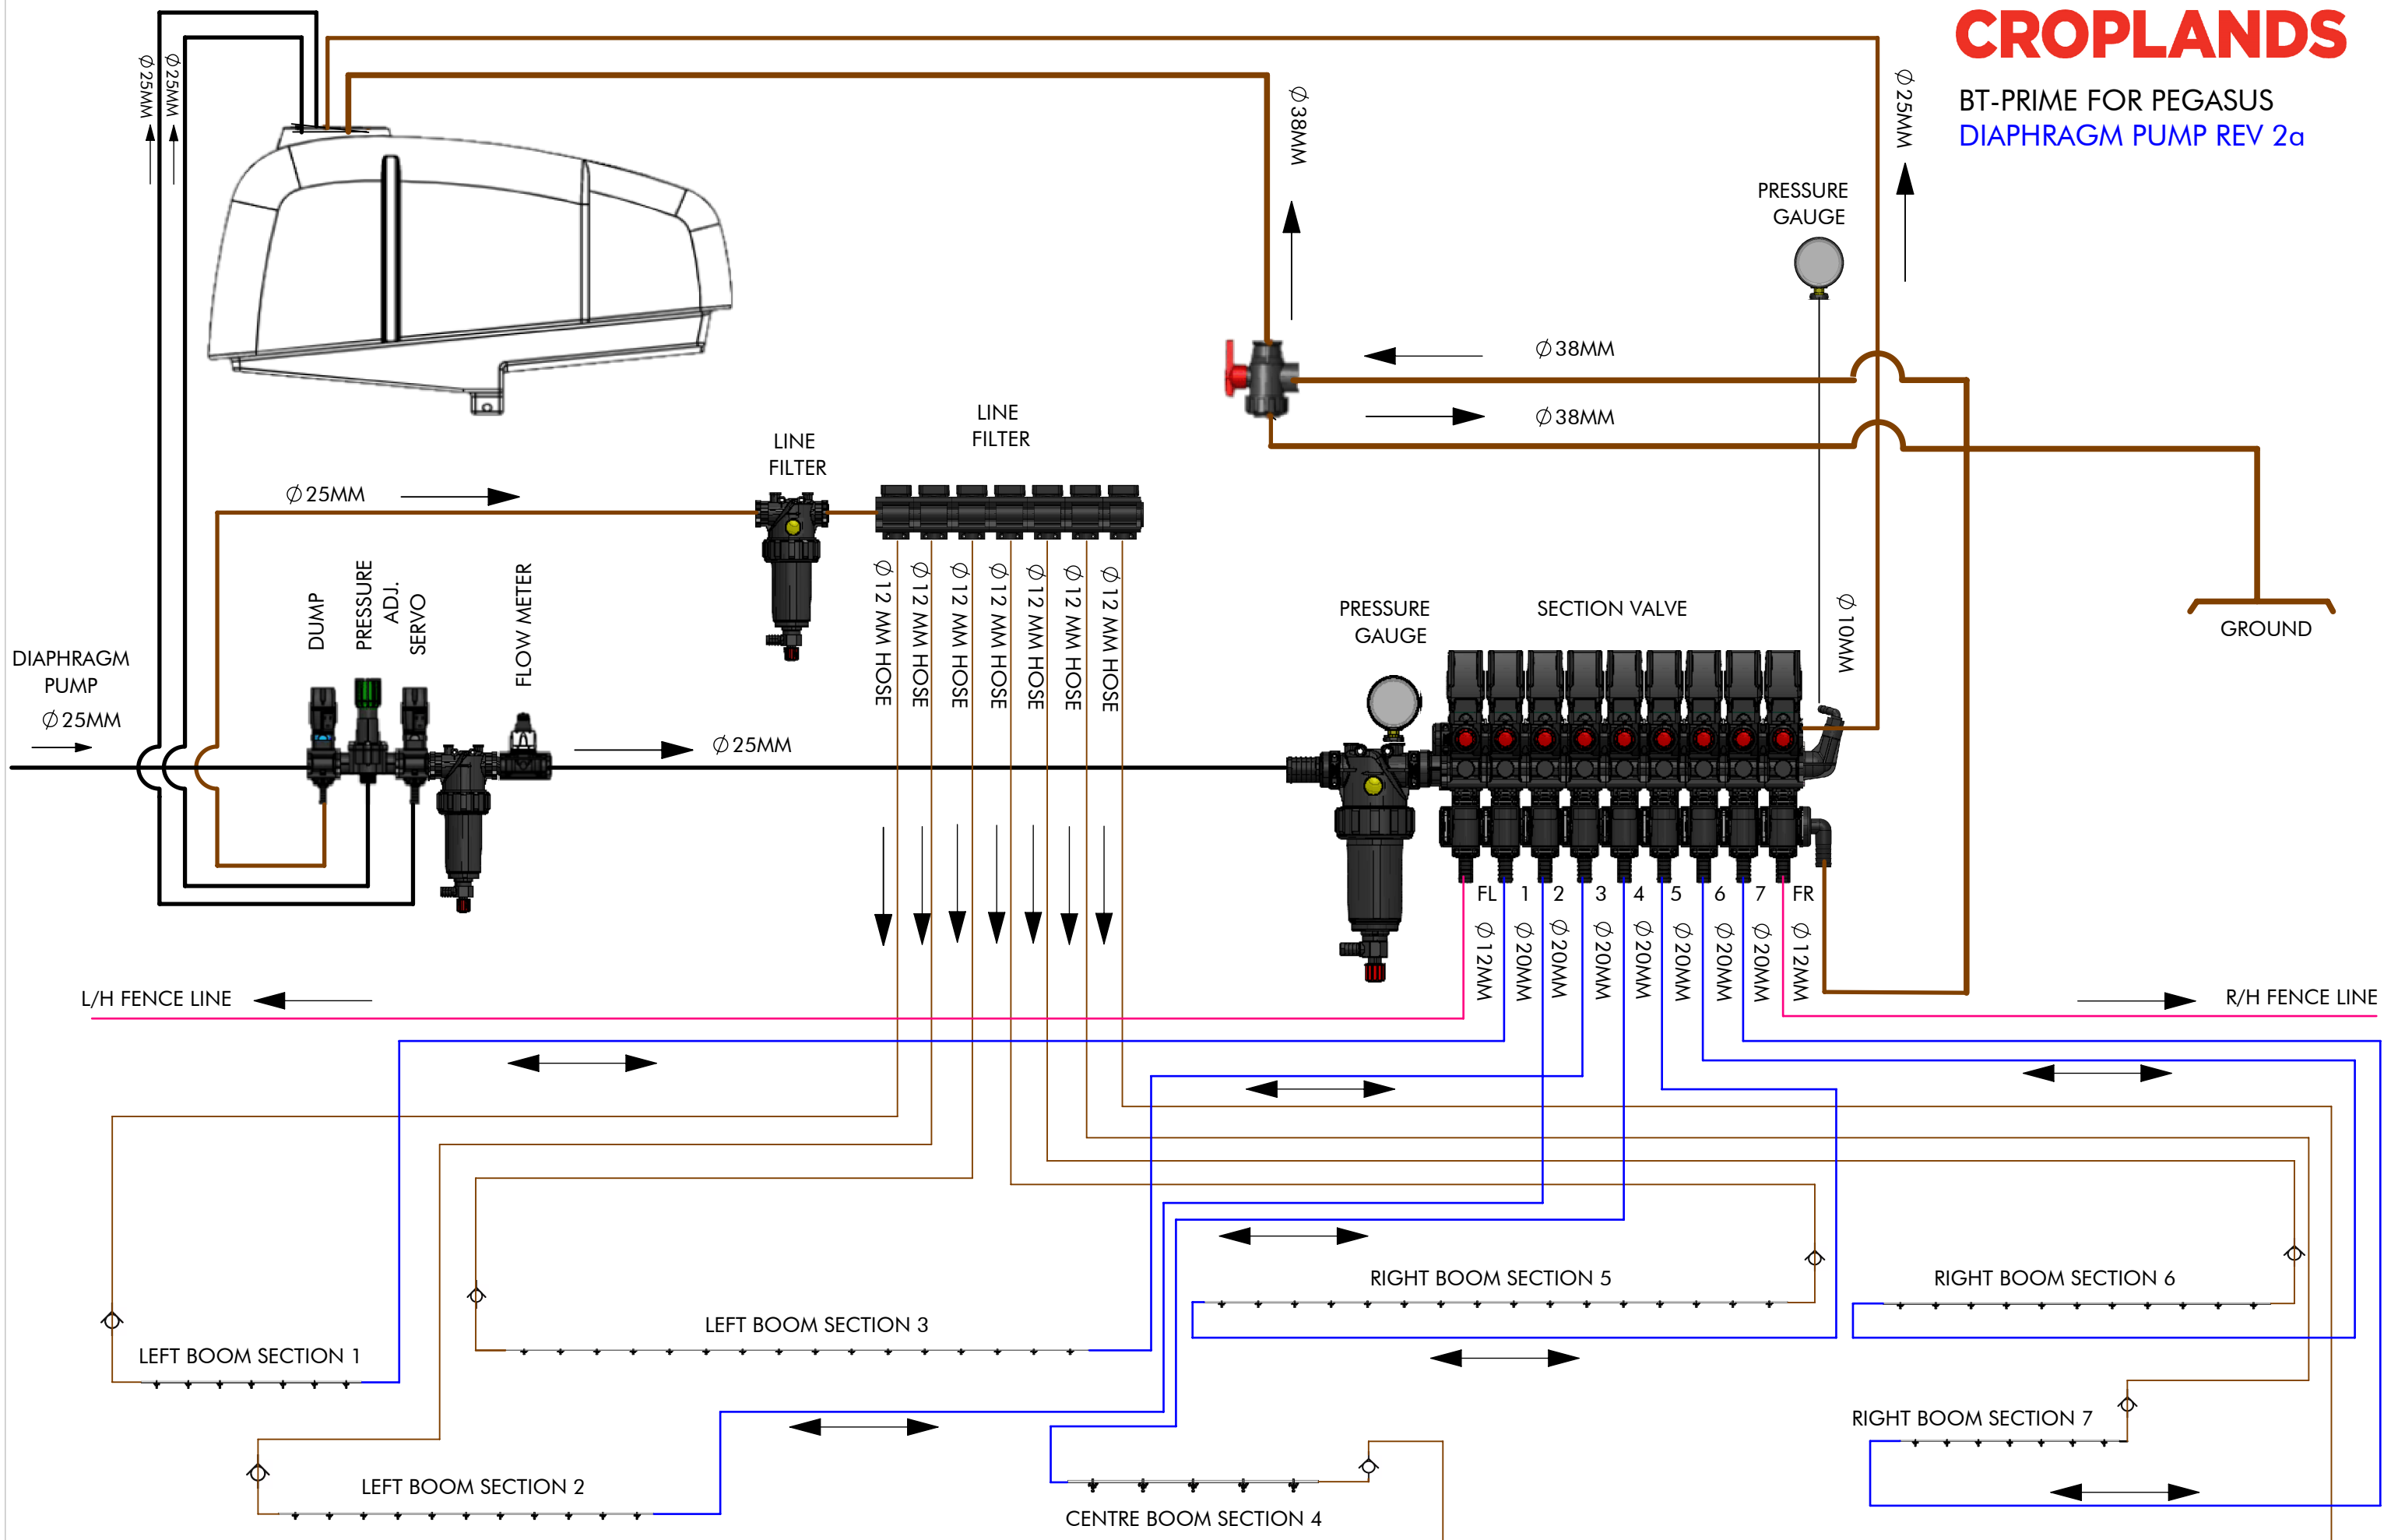 CROPLANDS
BT-PRIME FOR PEGASUS
DIAPHRAGM PUMP REV 2a
Ø25MM
Ø25MM
Ø38MM
Ø25MM
PRESSURE
GAUGE
Ø38MM
Ø38MM
LINE
FILTER
LINE
FILTER
Ø25MM
Ø12 MM HOSE
Ø12 MM HOSE
Ø12 MM HOSE
Ø12 MM HOSE
Ø12 MM HOSE
Ø12 MM HOSE
Ø12 MM HOSE
DUMP
PRESSURE
ADJ.
SERVO
FLOW METER
PRESSURE
GAUGE
SECTION VALVE
Ø10MM
GROUND
DIAPHRAGM
PUMP
Ø25MM
Ø25MM
FL 1 2 3 4 5 6 7 FR
Ø12MM
Ø20MM
Ø20MM
Ø20MM
Ø20MM
Ø20MM
Ø20MM
Ø20MM
Ø12MM
L/H FENCE LINE
R/H FENCE LINE
RIGHT BOOM SECTION 5
RIGHT BOOM SECTION 6
LEFT BOOM SECTION 3
LEFT BOOM SECTION 1
RIGHT BOOM SECTION 7
LEFT BOOM SECTION 2
CENTRE BOOM SECTION 4